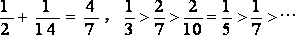 1/2 + 1/14 = 4/7 , 1/3 > 2/7 > 2/10 = 1/5 > 1/7 > ⋯